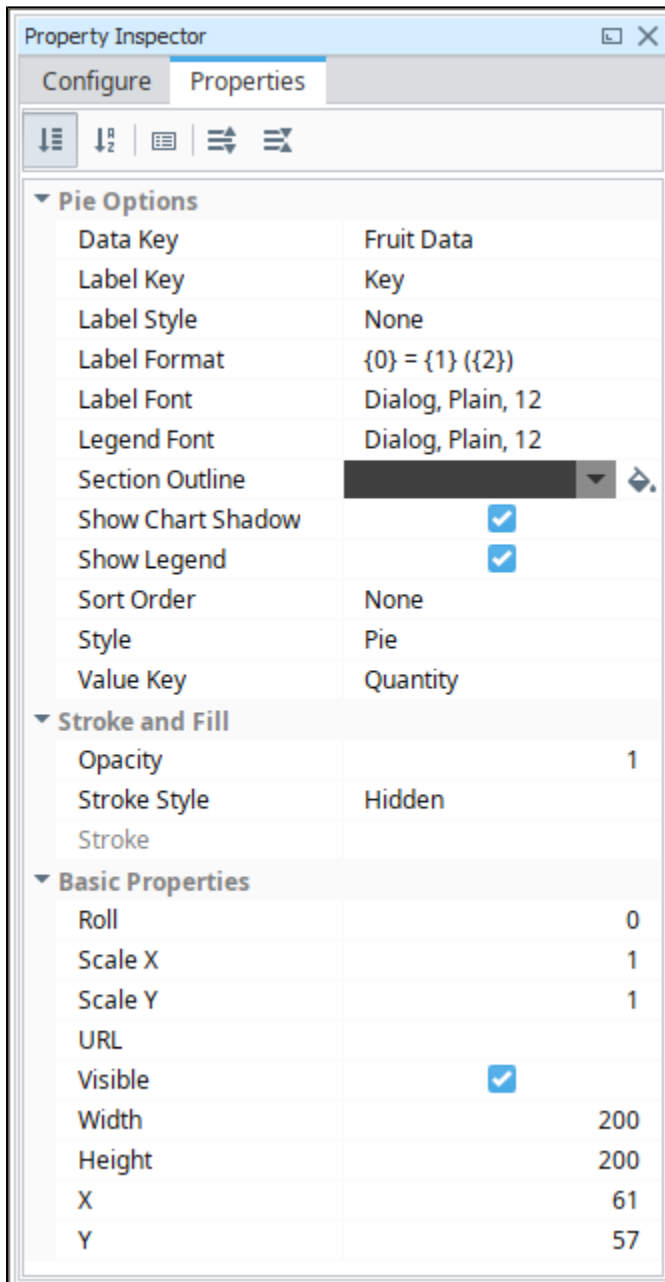 Property Inspector
Configure Properties
Pie Options
Data Key Fruit Data
Label Key Key
Label Style None
Label Format {0} = {1} ({2})
Label Font Dialog, Plain, 12
Legend Font Dialog, Plain, 12
Section Outline
Show Chart Shadow
Show Legend
Sort Order None
Style Pie
Value Key Quantity
Stroke and Fill
Opacity 1
Stroke Style Hidden
Stroke
Basic Properties
Roll 0
Scale X 1
Scale Y 1
URL
Visible
Width 200
Height 200
X 61
Y 57